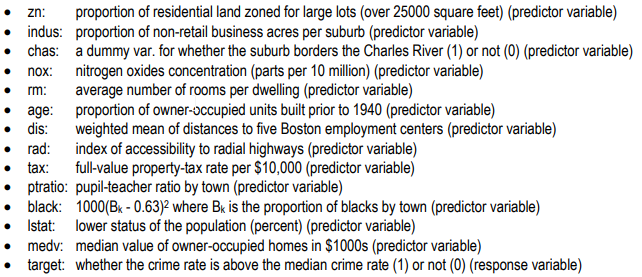 • zn: proportion of residential land zoned for large lots (over 25000 square feet) (predictor variable)
• indus: proportion of non-retail business acres per suburb (predictor variable)
• chas: a dummy var. for whether the suburb borders the Charles River (1) or not (0) (predictor variable)
• nox: nitrogen oxides concentration (parts per 10 million) (predictor variable)
• rm: average number of rooms per dwelling (predictor variable)
• age: proportion of owner-occupied units built prior to 1940 (predictor variable)
• dis: weighted mean of distances to five Boston employment centers (predictor variable)
• rad: index of accessibility to radial highways (predictor variable)
• tax: full-value property-tax rate per $10,000 (predictor variable)
• ptratio: pupil-teacher ratio by town (predictor variable)
• black: 1000(Bₖ - 0.63)² where Bₖ is the proportion of blacks by town (predictor variable)
• lstat: lower status of the population (percent) (predictor variable)
• medv: median value of owner-occupied homes in $1000s (predictor variable)
• target: whether the crime rate is above the median crime rate (1) or not (0) (response variable)